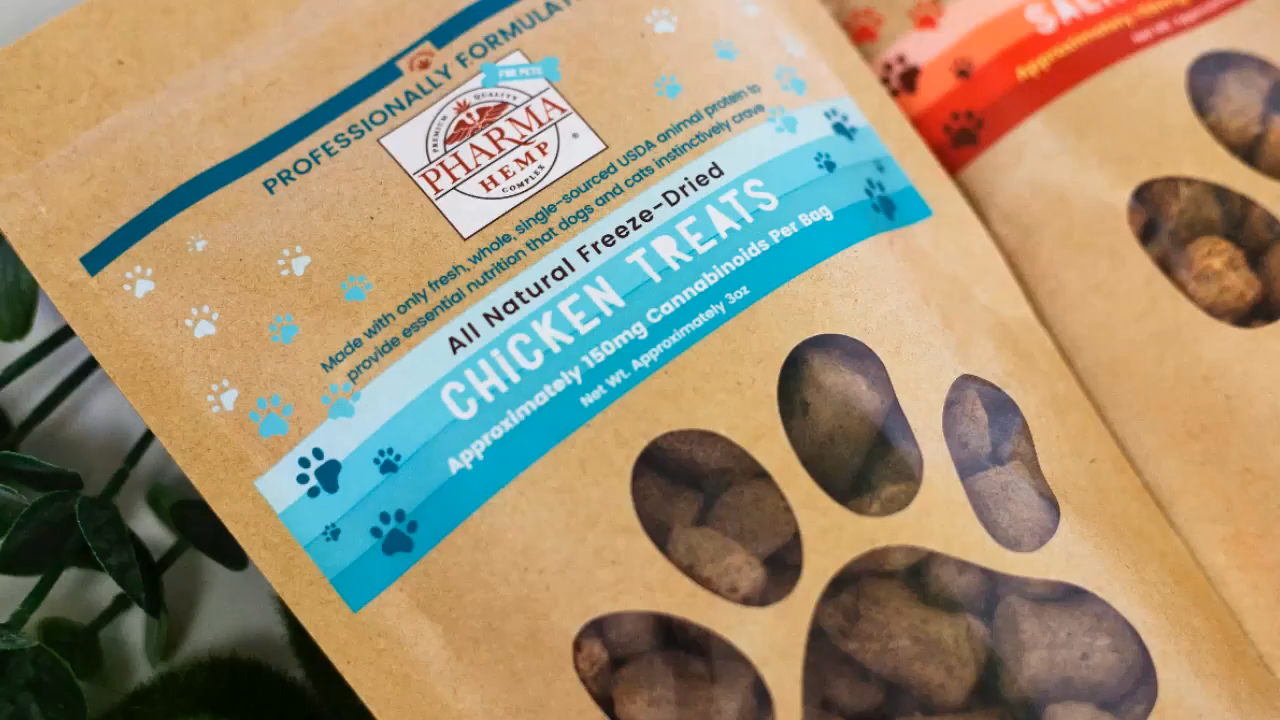 PROFESSIONALLY
FOR PETS
PREMIUM QUALITY
PHARMA
HEMP
COMPLEX
®
Made with only fresh, whole, single-sourced USDA animal protein to
provide essential nutrition that dogs and cats instinctively crave
All Natural Freeze-Dried
CHICKEN TREATS
Approximately 150mg Cannabinoids Per Bag
Net Wt. Approximately 3oz
Approximately